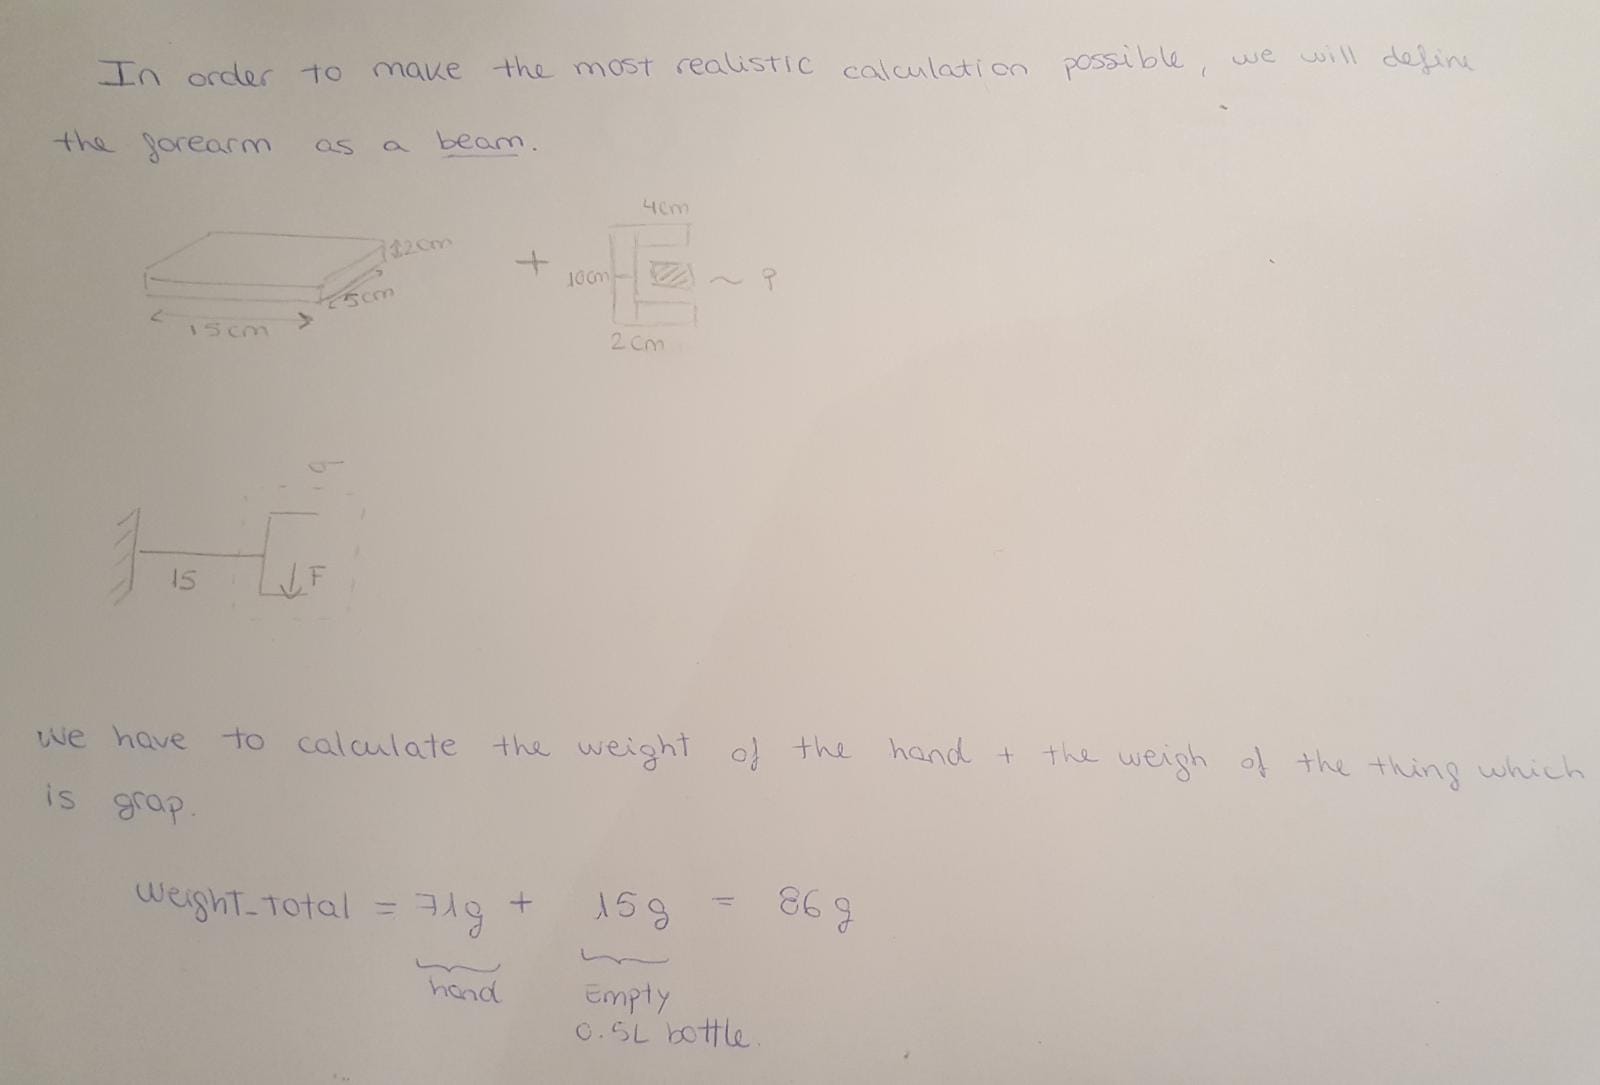 In order to make the most realistic calculation possible, we will define
the forearm as a beam.
4cm
2cm
+
10cm
~ ?
5cm
15cm
2cm
σ
15
F
we have to calculate the weight of the hand + the weigh of the thing which
is grap.
Weight_Total = 71g + 15g = 86g
hand Empty
0.5L bottle.